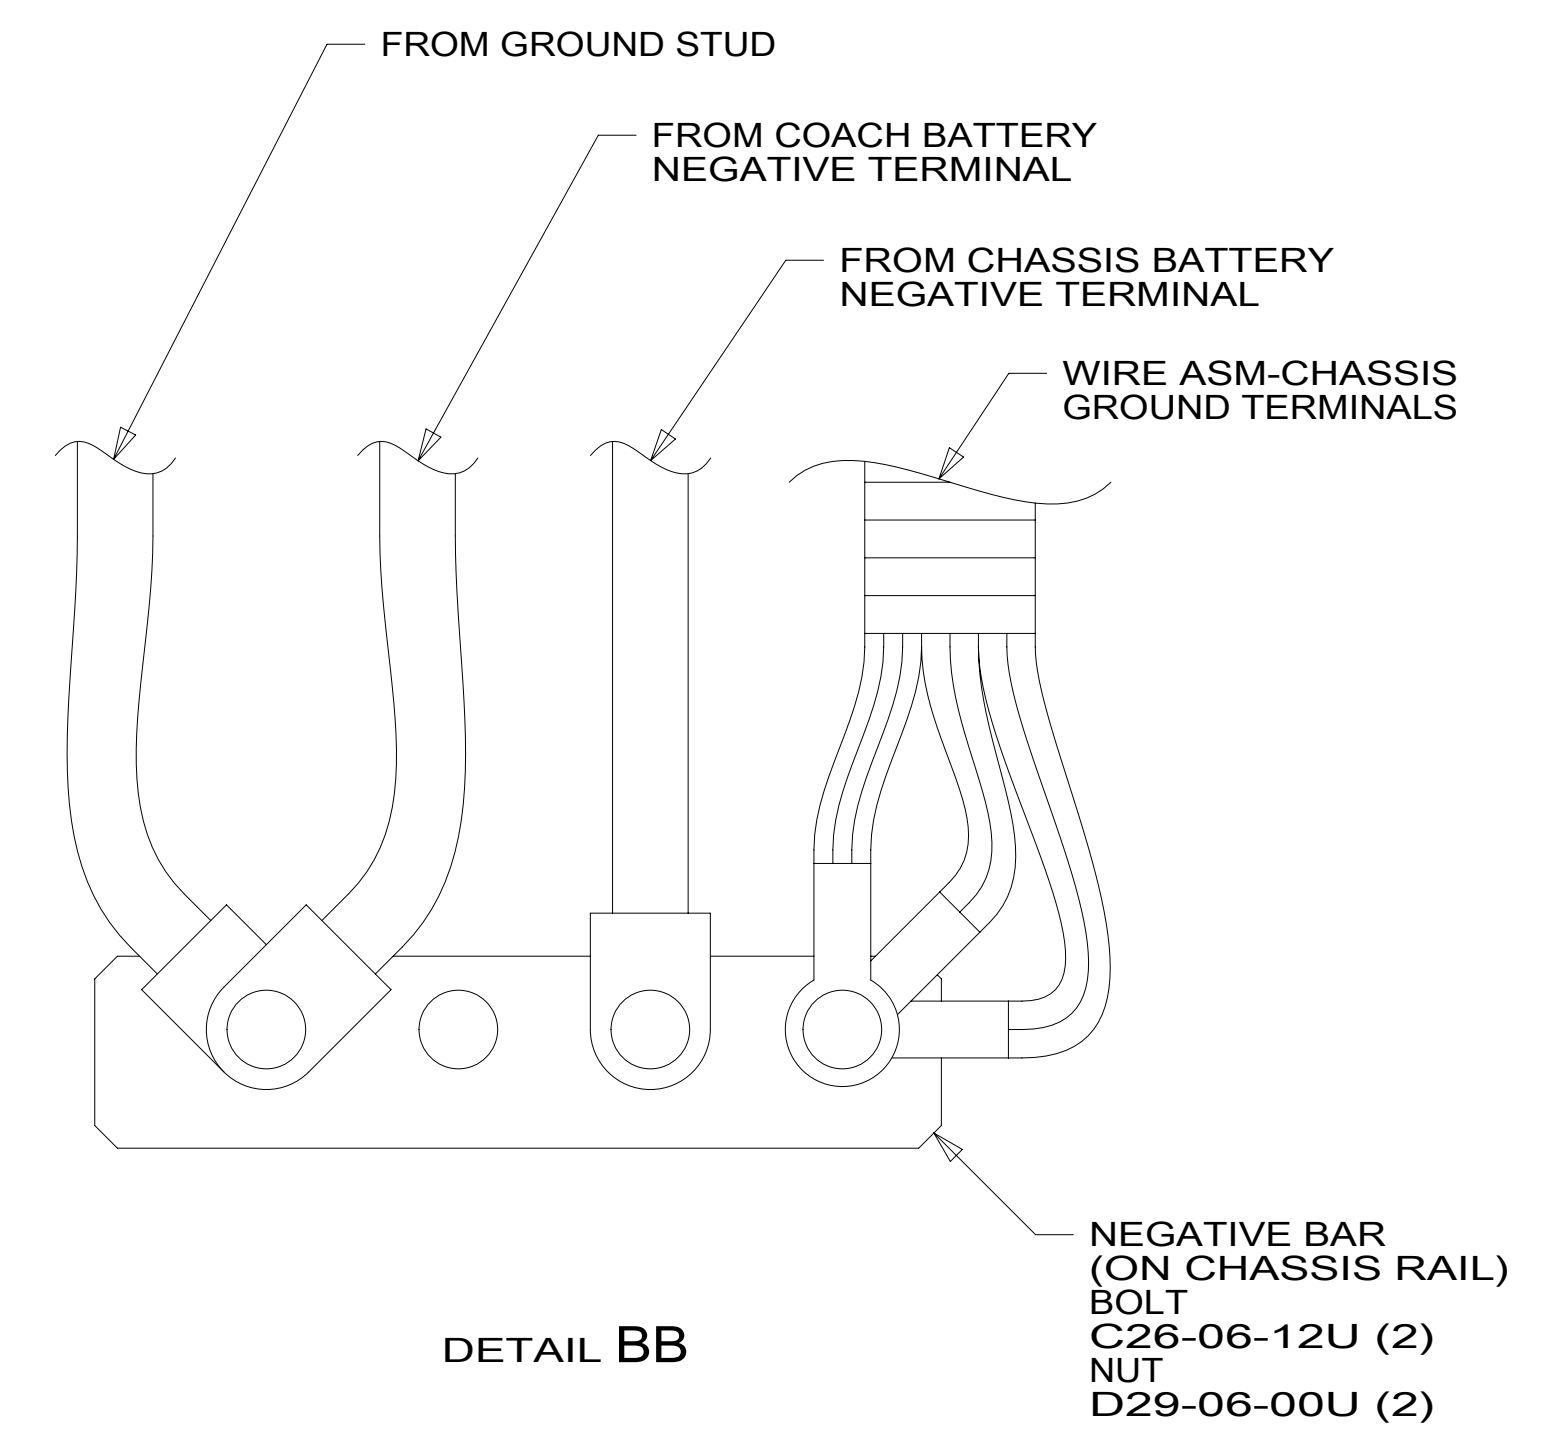 FROM GROUND STUD
FROM COACH BATTERY
NEGATIVE TERMINAL
FROM CHASSIS BATTERY
NEGATIVE TERMINAL
WIRE ASM-CHASSIS
GROUND TERMINALS
NEGATIVE BAR
(ON CHASSIS RAIL)
BOLT
C26-06-12U (2)
NUT
D29-06-00U (2)
DETAIL BB